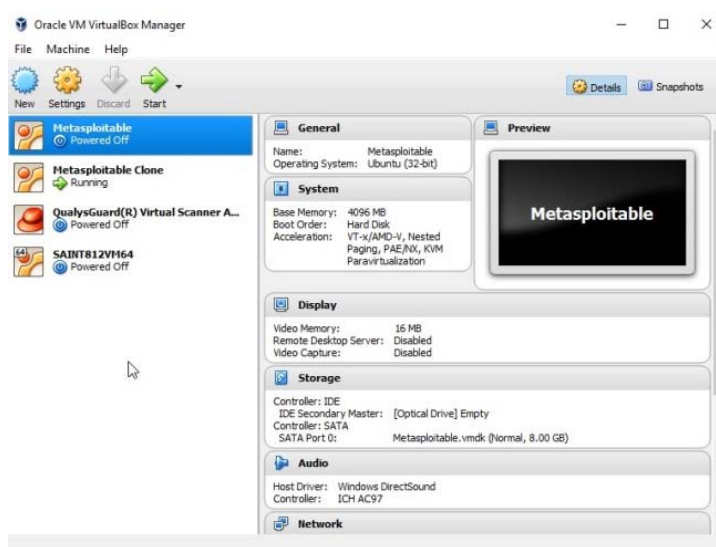 Oracle VM VirtualBox Manager
File Machine Help
New Settings Discard Start
Details Snapshots
Metasploitable
Powered Off
Metasploitable Clone
Running
QualysGuard(R) Virtual Scanner A...
Powered Off
64
SAINT812VM64
Powered Off
General
Name: Metasploitable
Operating System: Ubuntu (32-bit)
System
Base Memory: 4096 MB
Boot Order: Hard Disk
Acceleration: VT-x/AMD-V, Nested
Paging, PAE/NX, KVM
Paravirtualization
Preview
Metasploitable
Display
Video Memory: 16 MB
Remote Desktop Server: Disabled
Video Capture: Disabled
Storage
Controller: IDE
IDE Secondary Master: [Optical Drive] Empty
Controller: SATA
SATA Port 0: Metasploitable.vmdk (Normal, 8.00 GB)
Audio
Host Driver: Windows DirectSound
Controller: ICH AC97
Network